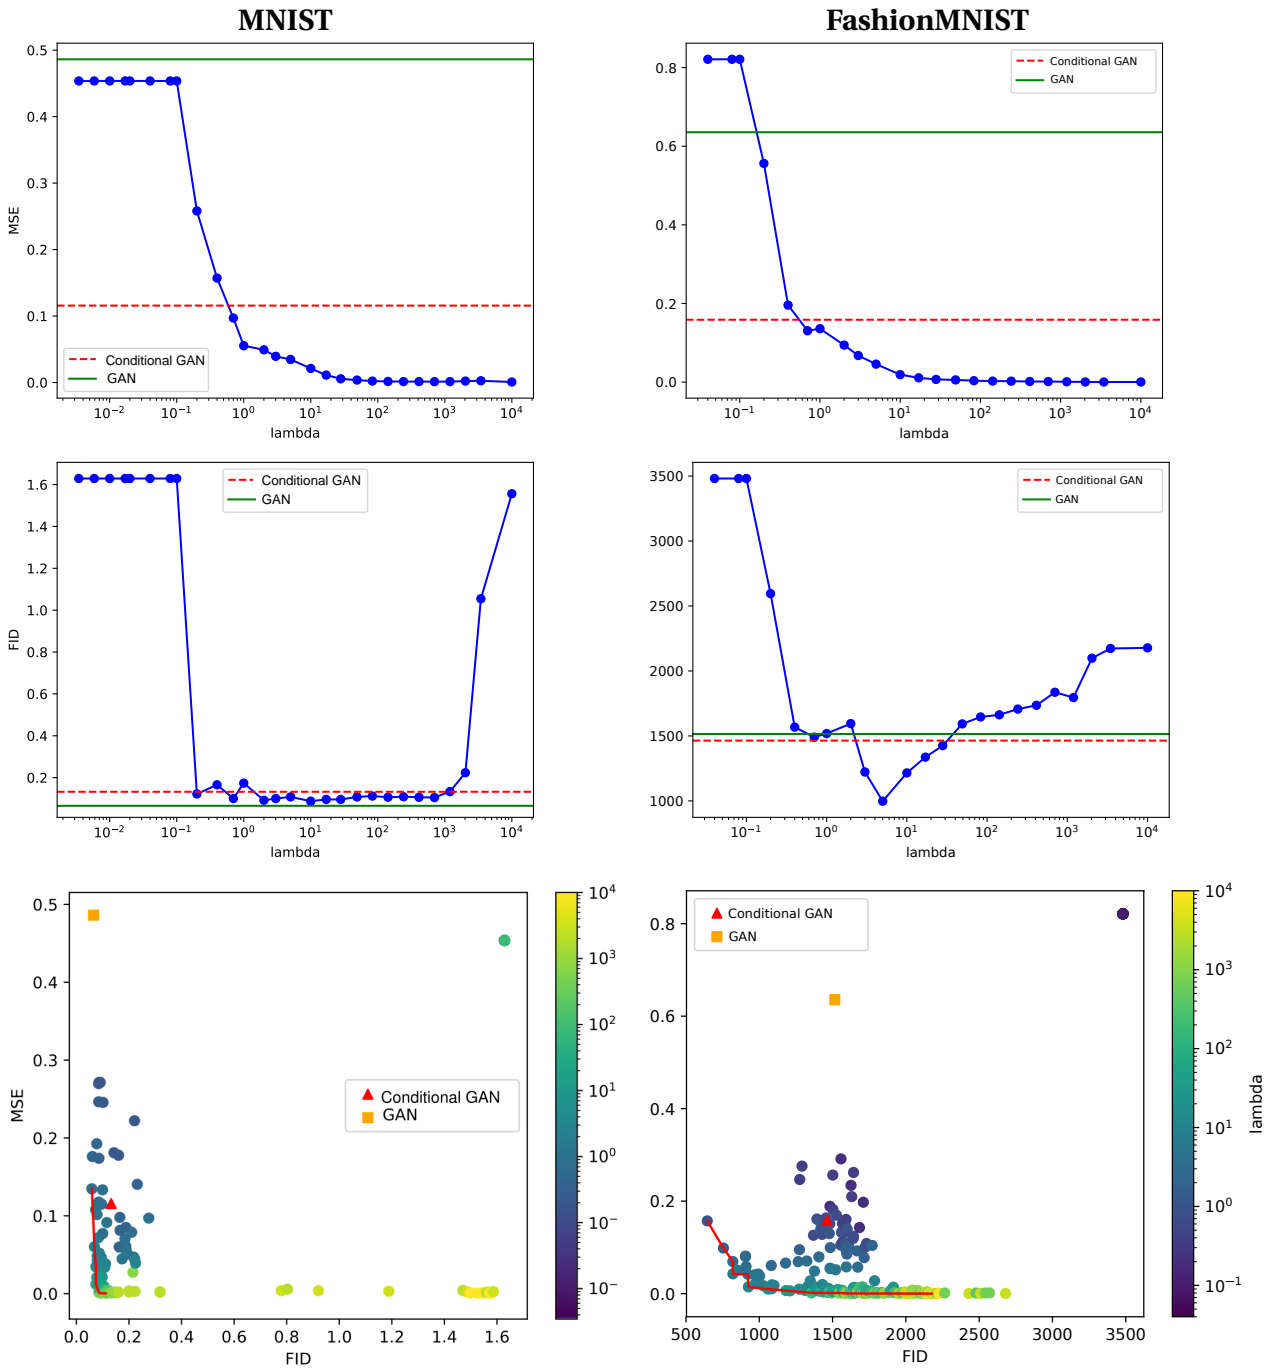 MNIST
FashionMNIST
0.5
0.4
0.3
0.2
0.1
0.0
MSE
Conditional GAN
GAN
10⁻² 10⁻¹ 10⁰ 10¹ 10² 10³ 10⁴
lambda
0.8
0.6
0.4
0.2
0.0
Conditional GAN
GAN
10⁻¹ 10⁰ 10¹ 10² 10³ 10⁴
lambda
1.6
1.4
1.2
1.0
0.8
0.6
0.4
0.2
FID
Conditional GAN
GAN
10⁻² 10⁻¹ 10⁰ 10¹ 10² 10³ 10⁴
lambda
3500
3000
2500
2000
1500
1000
Conditional GAN
GAN
10⁻¹ 10⁰ 10¹ 10² 10³ 10⁴
lambda
0.5
0.4
0.3
0.2
0.1
0.0
MSE
Conditional GAN
GAN
0.0 0.2 0.4 0.6 0.8 1.0 1.2 1.4 1.6
FID
10⁴
10³
10²
10¹
10⁰
10⁻
10⁻
0.8
0.6
0.4
0.2
0.0
Conditional GAN
GAN
500 1000 1500 2000 2500 3000 3500
FID
10⁴
10³
10²
10¹
10⁰
10⁻¹
lambda